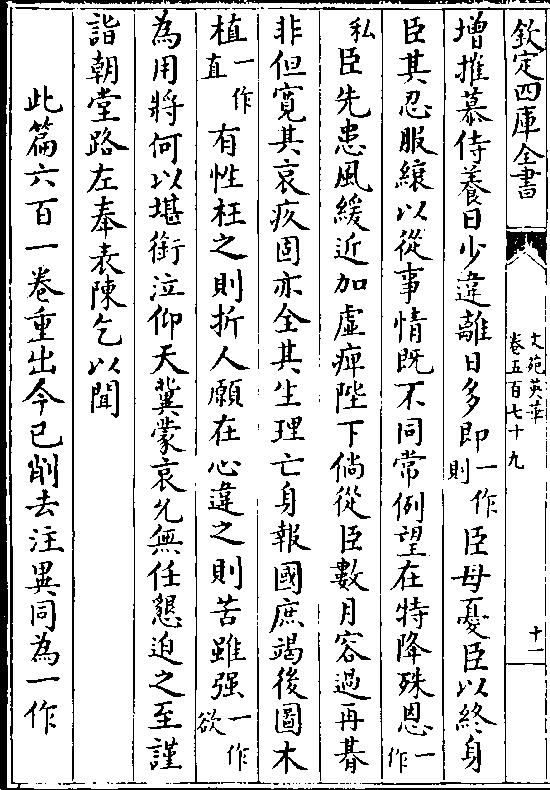 欽定四庫全書
文苑英華
卷五百七十九
十一
增摧慕侍養日少違離日多即一作則臣母憂臣以終身
臣其忍服縗以從事情既不同常例望在特降殊恩一作
私臣先患風緩近加虛痺陛下倘從臣數月容過再朞
非但寛其哀疚固亦全其生理亡身報國庶竭後圖木
植一作直有性枉之則折人願在心違之則苦雖强一作欲
為用將何以堪銜泣仰天冀蒙哀允無任懇迫之至謹
詣朝堂路左奉表陳乞以聞
此篇六百一卷重出今已削去注異同為一作